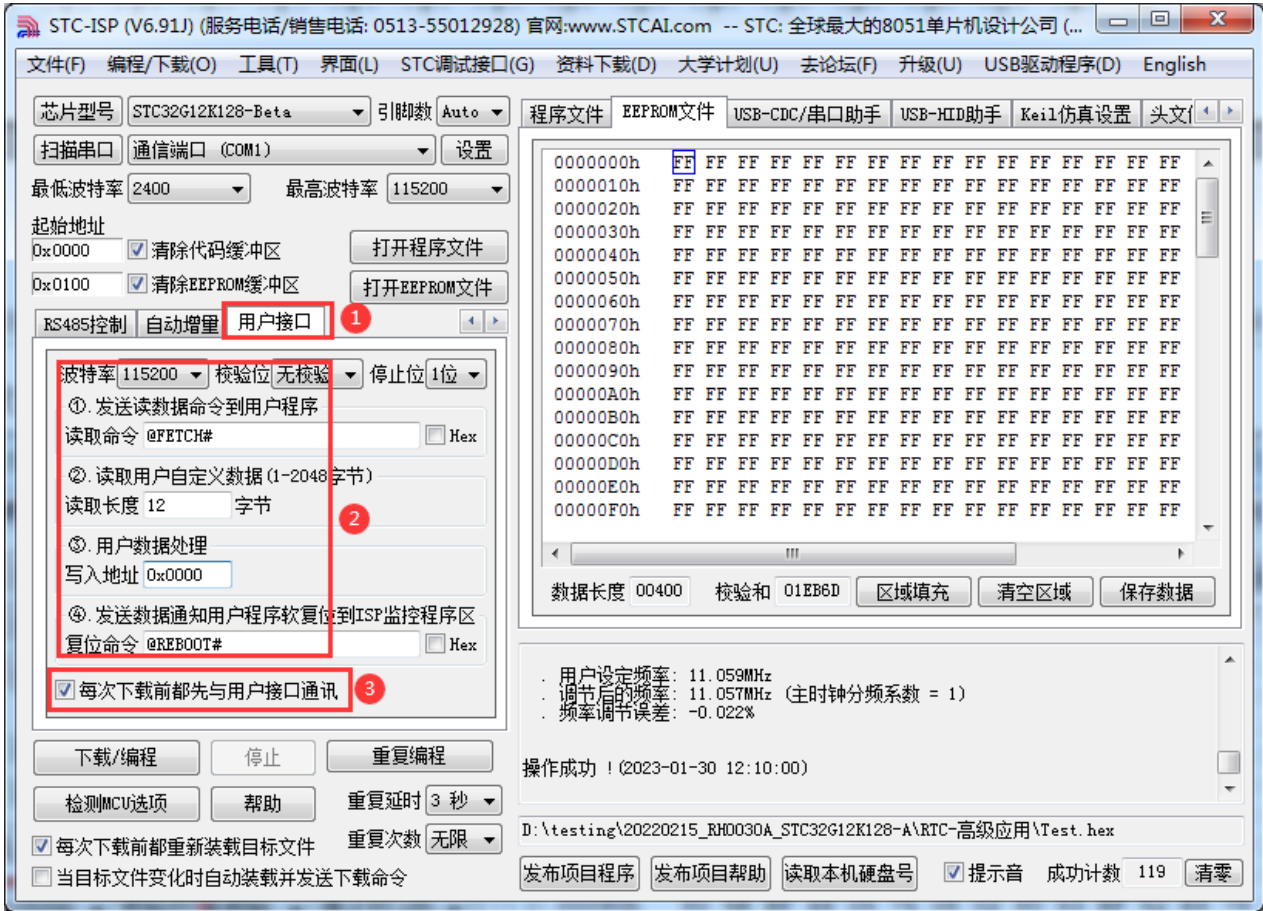 STC-ISP (V6.91J) (服务电话/销售电话: 0513-55012928) 官网:www.STCAI.com -- STC: 全球最大的8051单片机设计公司 (...
文件(F) 编程/下载(O) 工具(T) 界面(L) STC调试接口(G) 资料下载(D) 大学计划(U) 去论坛(F) 升级(U) USB驱动程序(D) English
芯片型号 STC32G12K128-Beta 引脚数 Auto
扫描串口 通信端口 (COM1) 设置
最低波特率 2400 最高波特率 115200
起始地址
0x0000 清除代码缓冲区 打开程序文件
0x0100 清除EEPROM缓冲区 打开EEPROM文件
RS485控制 自动增量 用户接口 1
波特率 115200 校验位 无校验 停止位 1位
①.发送读数据命令到用户程序
读取命令 @FETCH# Hex
②.读取用户自定义数据(1-2048字节)
读取长度 12 字节
2
③.用户数据处理
写入地址 0x0000
④.发送数据通知用户程序软复位到ISP监控程序区
复位命令 @REBOOT# Hex
每次下载前都先与用户接口通讯 3
下载/编程 停止 重复编程
检测MCU选项 帮助 重复延时 3 秒
每次下载前都重新装载目标文件 重复次数 无限
当目标文件变化时自动装载并发送下载命令
程序文件 EEPROM文件 USB-CDC/串口助手 USB-HID助手 Keil仿真设置 头文件
0000000h FF FF FF FF FF FF FF FF FF FF FF FF FF FF FF FF
0000010h FF FF FF FF FF FF FF FF FF FF FF FF FF FF FF FF
0000020h FF FF FF FF FF FF FF FF FF FF FF FF FF FF FF FF
0000030h FF FF FF FF FF FF FF FF FF FF FF FF FF FF FF FF
0000040h FF FF FF FF FF FF FF FF FF FF FF FF FF FF FF FF
0000050h FF FF FF FF FF FF FF FF FF FF FF FF FF FF FF FF
0000060h FF FF FF FF FF FF FF FF FF FF FF FF FF FF FF FF
0000070h FF FF FF FF FF FF FF FF FF FF FF FF FF FF FF FF
0000080h FF FF FF FF FF FF FF FF FF FF FF FF FF FF FF FF
0000090h FF FF FF FF FF FF FF FF FF FF FF FF FF FF FF FF
00000A0h FF FF FF FF FF FF FF FF FF FF FF FF FF FF FF FF
00000B0h FF FF FF FF FF FF FF FF FF FF FF FF FF FF FF FF
00000C0h FF FF FF FF FF FF FF FF FF FF FF FF FF FF FF FF
00000D0h FF FF FF FF FF FF FF FF FF FF FF FF FF FF FF FF
00000E0h FF FF FF FF FF FF FF FF FF FF FF FF FF FF FF FF
00000F0h FF FF FF FF FF FF FF FF FF FF FF FF FF FF FF FF
数据长度 00400 校验和 01EB6D 区域填充 清空区域 保存数据
. 用户设定频率: 11.059MHz
. 调节后的频率: 11.057MHz (主时钟分频系数 = 1)
. 频率调节误差: -0.022%
操作成功 !(2023-01-30 12:10:00)
D:\testing\20220215_RH0030A_STC32G12K128-A\RTC-高级应用\Test.hex
发布项目程序 发布项目帮助 读取本机硬盘号 提示音 成功计数 119 清零